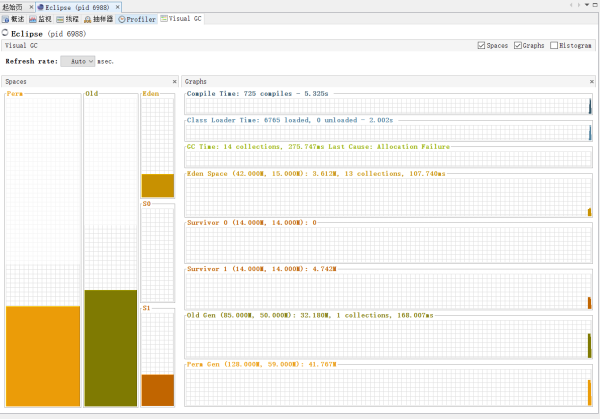 起始页 × Eclipse (pid 6988) ×
概述 监视 线程 抽样器 Profiler Visual GC
Eclipse (pid 6988)
Visual GC
Spaces Graphs Histogram
Refresh rate: Auto msec.
Spaces ×
Graphs ×
Perm
Old
Eden
S0
S1
Compile Time: 725 compiles - 5.325s
Class Loader Time: 6765 loaded, 0 unloaded - 2.002s
GC Time: 14 collections, 275.747ms Last Cause: Allocation Failure
Eden Space (42.000M, 15.000M): 3.612M, 13 collections, 107.740ms
Survivor 0 (14.000M, 14.000M): 0
Survivor 1 (14.000M, 14.000M): 4.742M
Old Gen (85.000M, 50.000M): 32.180M, 1 collections, 168.007ms
Perm Gen (128.000M, 59.000M): 41.767M